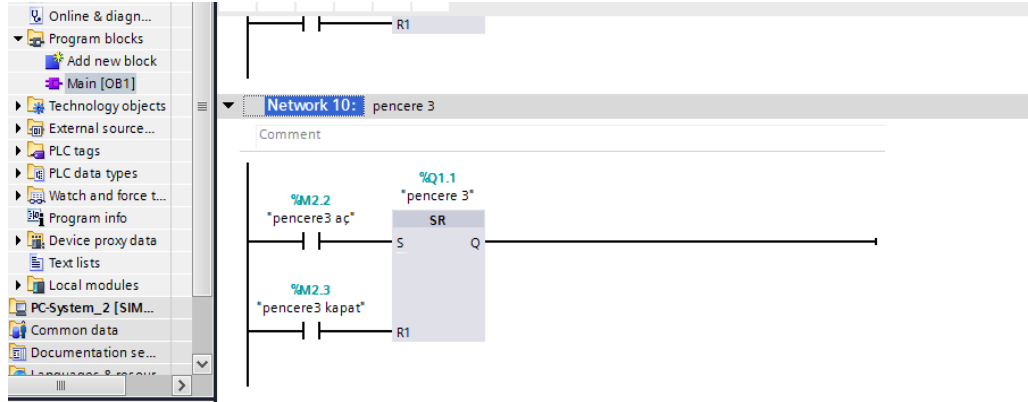 Online & diagn...
Program blocks
Add new block
Main [OB1]
Technology objects
External source...
PLC tags
PLC data types
Watch and force t...
Program info
Device proxy data
Text lists
Local modules
PC-System_2 [SIM...
Common data
Documentation se...
Languages & resour...
R1
Network 10: pencere 3
Comment
%Q1.1
"pencere 3"
%M2.2
"pencere3 aç"
SR
S Q
%M2.3
"pencere3 kapat"
R1